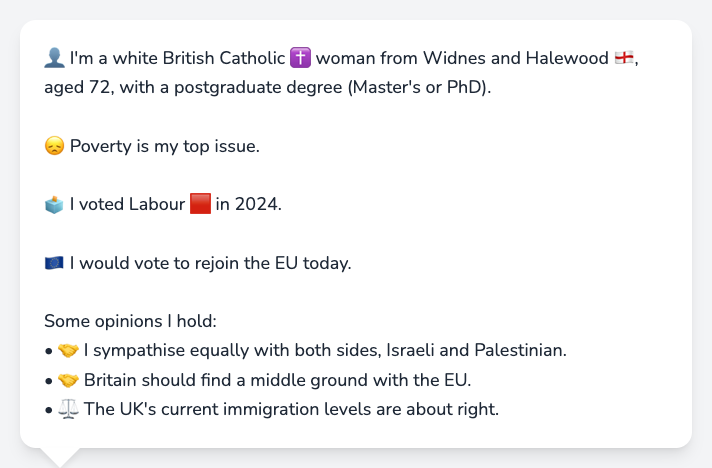 👤 I'm a white British Catholic ✝️ woman from Widnes and Halewood 🏴󠁧󠁢󠁥󠁮󠁧󠁿,
aged 72, with a postgraduate degree (Master's or PhD).
😞 Poverty is my top issue.
🗳️ I voted Labour 🟥 in 2024.
🇪🇺 I would vote to rejoin the EU today.
Some opinions I hold:
• 🤝 I sympathise equally with both sides, Israeli and Palestinian.
• 🤝 Britain should find a middle ground with the EU.
• ⚖️ The UK's current immigration levels are about right.